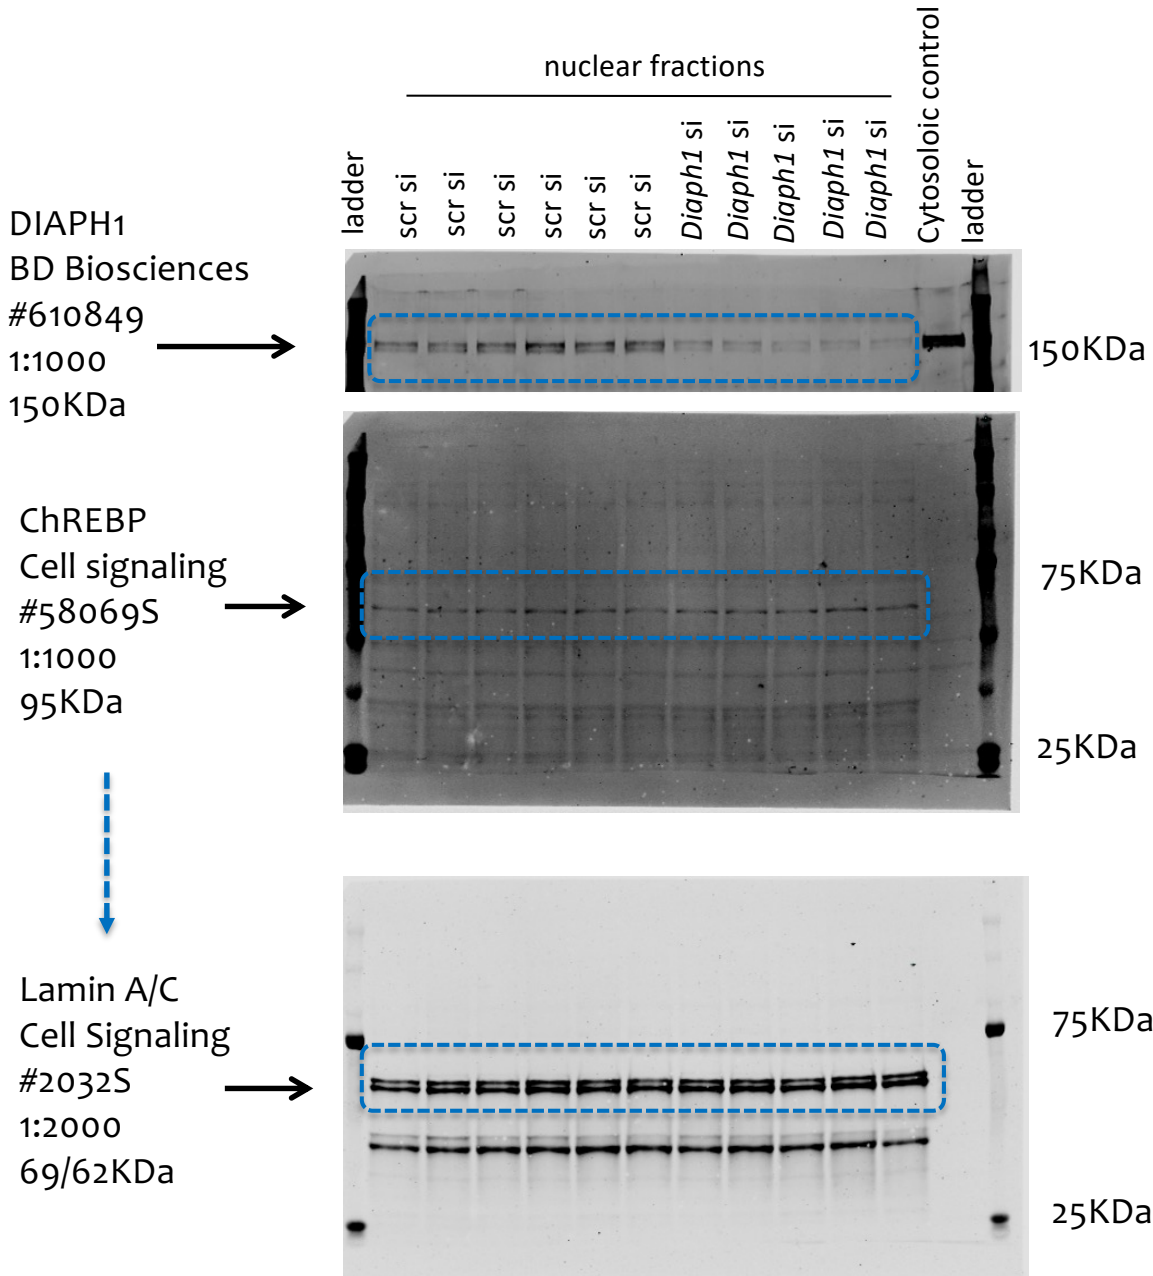 nuclear fractions
ladder
scr si
scr si
scr si
scr si
scr si
scr si
Diaph1 si
Diaph1 si
Diaph1 si
Diaph1 si
Diaph1 si
Cytosoloic control
ladder
DIAPH1
BD Biosciences
#610849
1:1000
150KDa
150KDa
ChREBP
Cell signaling
#58069S
1:1000
95KDa
75KDa
25KDa
Lamin A/C
Cell Signaling
#2032S
1:2000
69/62KDa
75KDa
25KDa